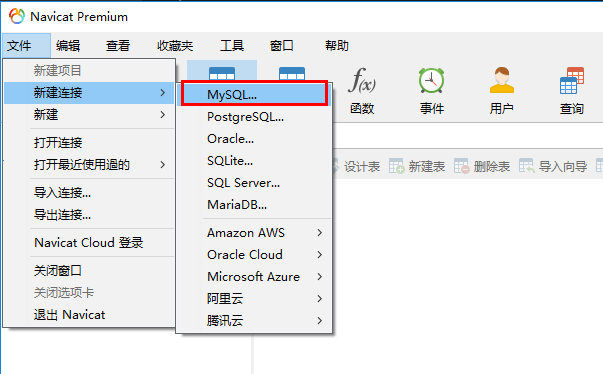 Navicat Premium
文件 编辑 查看 收藏夹 工具 窗口 帮助
新建项目
新建连接
新建
打开连接
打开最近使用過的
导入连接...
导出连接...
Navicat Cloud 登录
关闭窗口
关闭选项卡
退出 Navicat
MySQL...
PostgreSQL...
Oracle...
SQLite...
SQL Server...
MariaDB...
Amazon AWS
Oracle Cloud
Microsoft Azure
阿里云
腾讯云
f(x)
函数 事件 用户 查询
设计表 新建表 删除表 导入向导